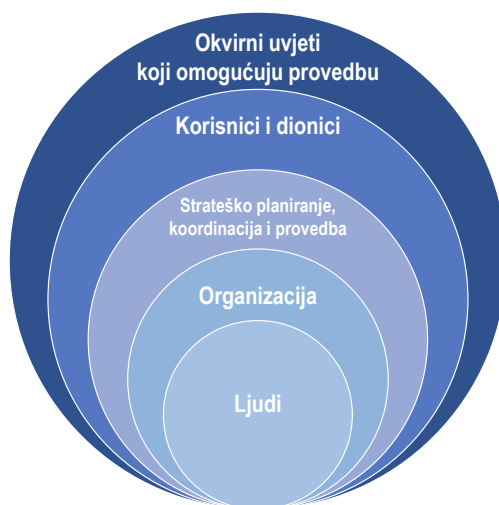 Okvirni uvjeti
koji omogućuju provedbu
Korisnici i dionici
Strateško planiranje,
koordinacija i provedba
Organizacija
Ljudi